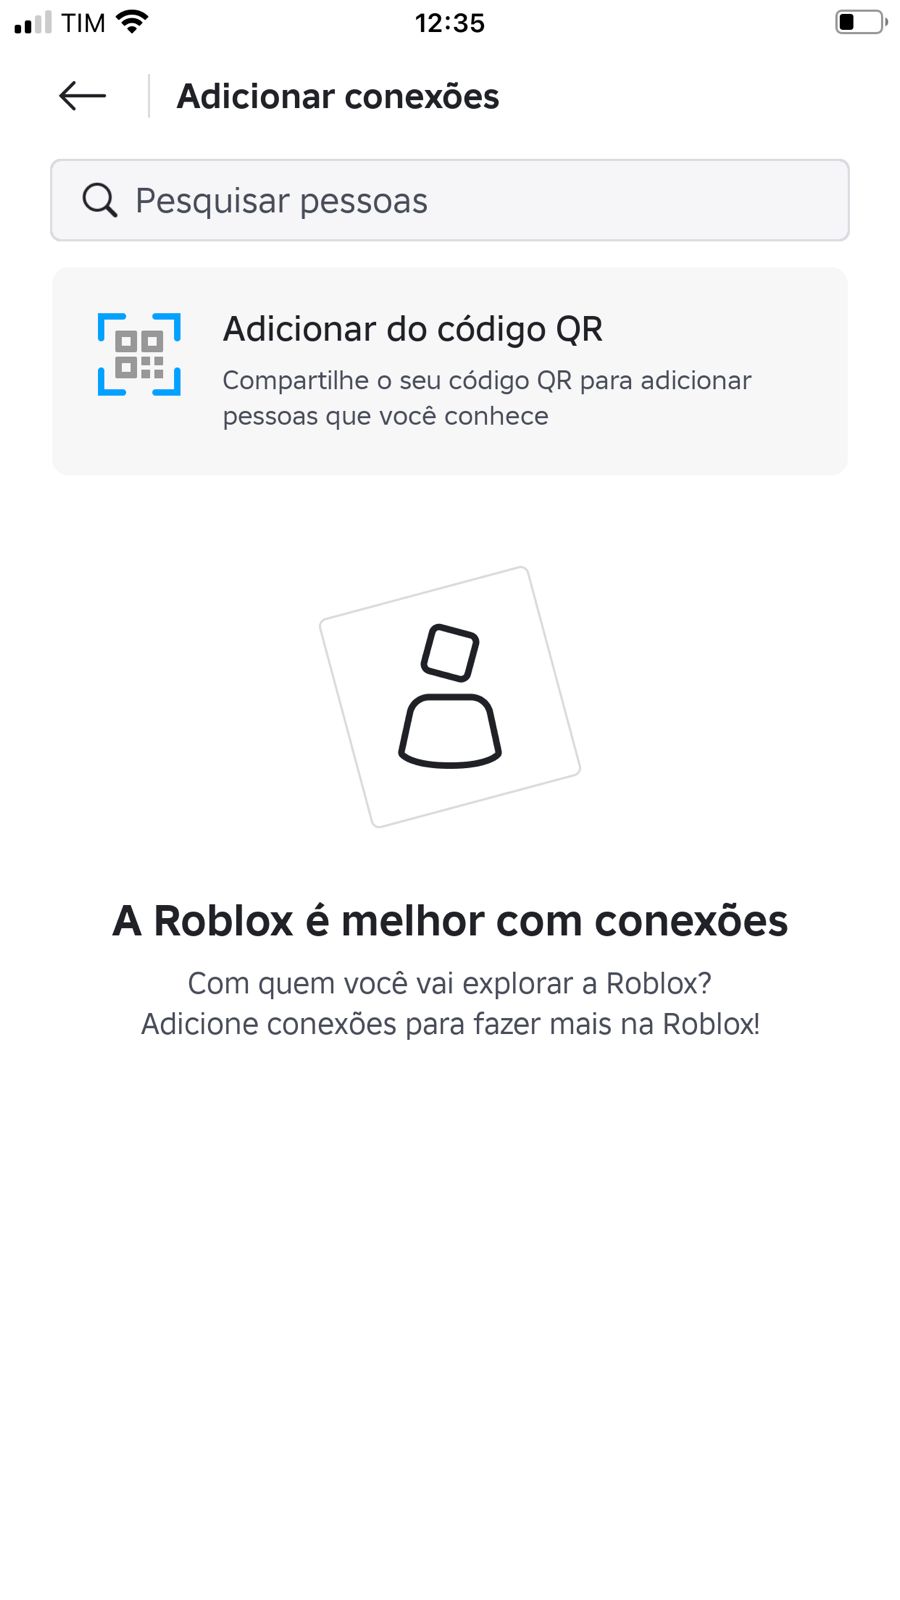 TIM
12:35
Adicionar conexões
Pesquisar pessoas
Adicionar do código QR
Compartilhe o seu código QR para adicionar
pessoas que você conhece
A Roblox é melhor com conexões
Com quem você vai explorar a Roblox?
Adicione conexões para fazer mais na Roblox!